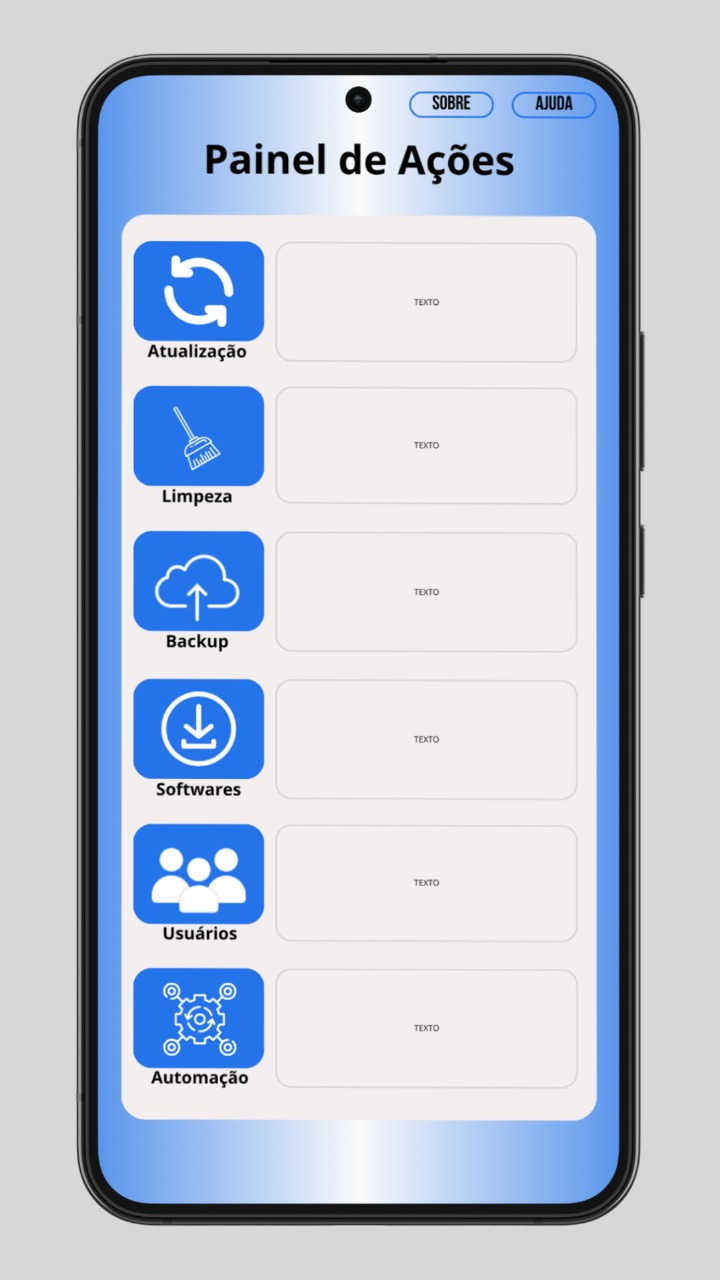 SOBRE
AJUDA
Painel de Ações
TEXTO
Atualização
TEXTO
Limpeza
TEXTO
Backup
TEXTO
Softwares
TEXTO
Usuários
TEXTO
Automação